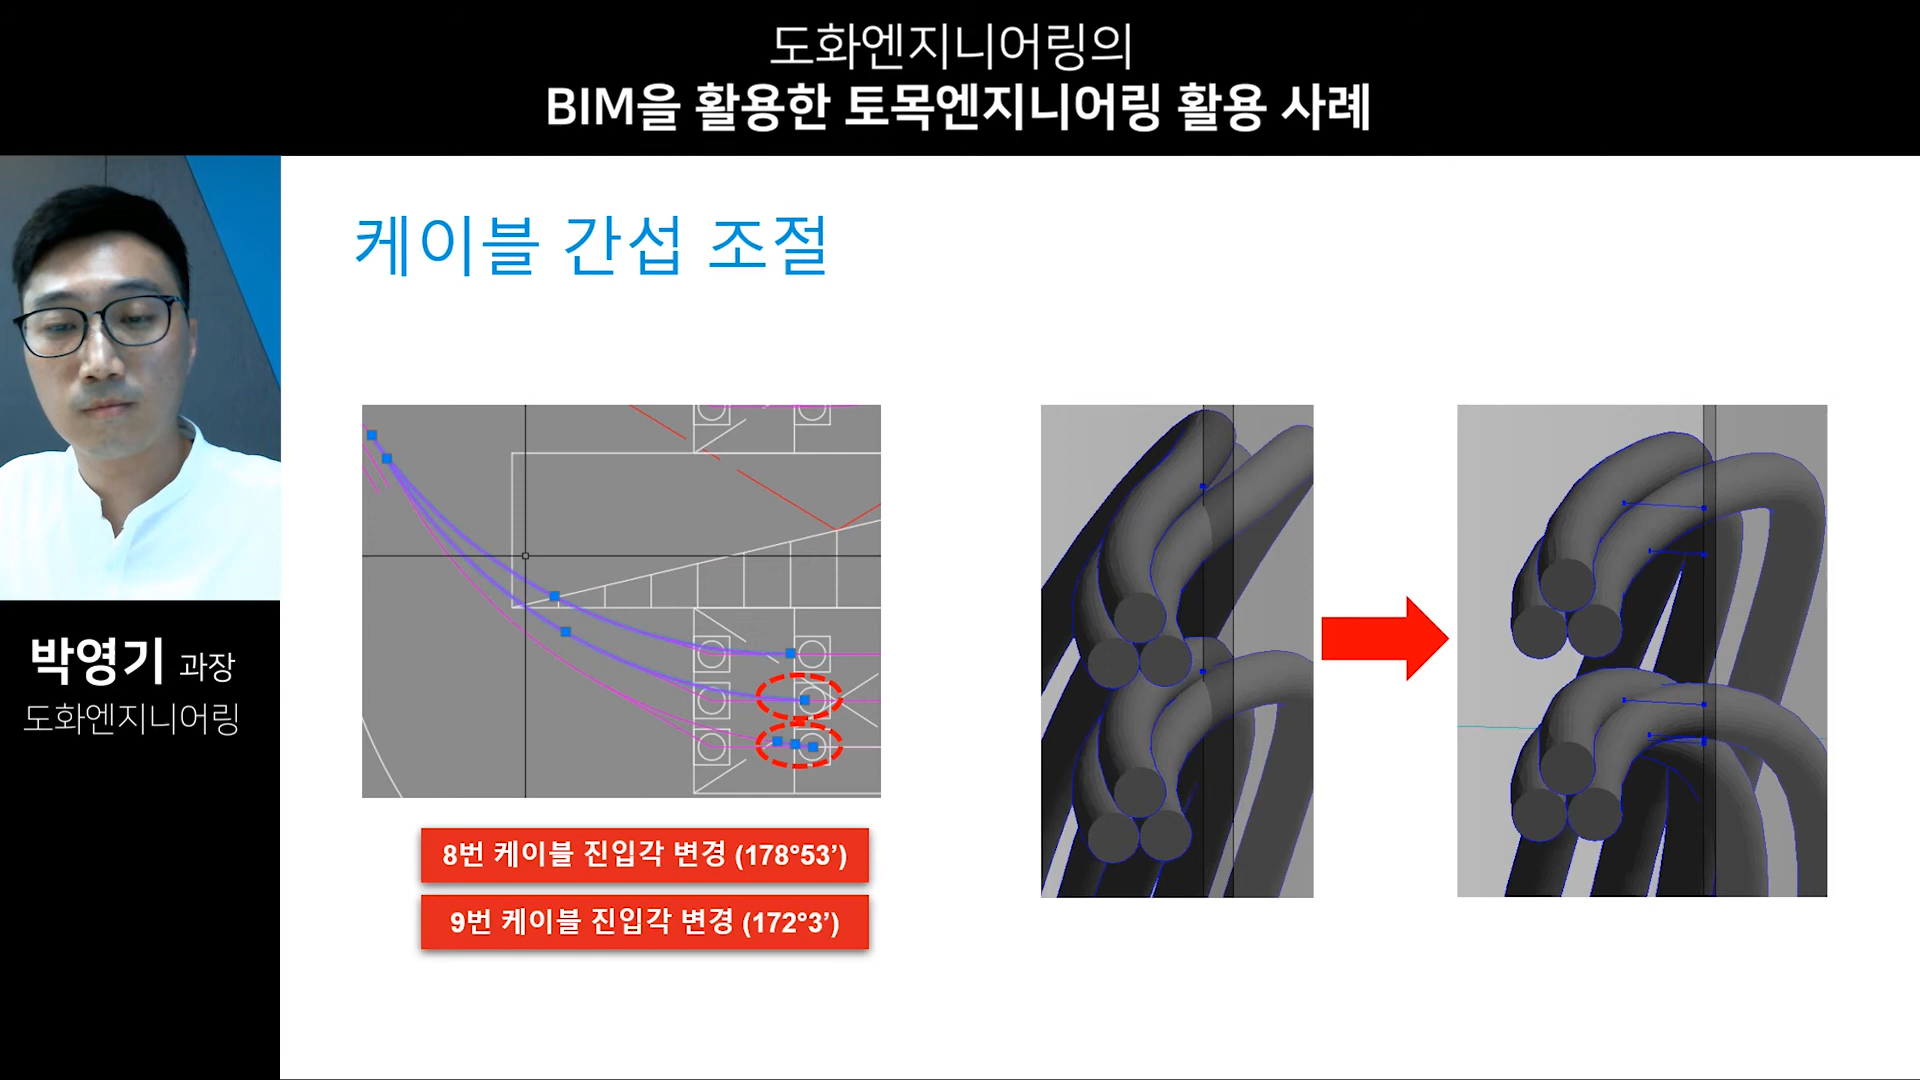 도화엔지니어링의
BIM을 활용한 토목엔지니어링 활용 사례
케이블 간섭 조절
박영기 과장
도화엔지니어링
8번 케이블 진입각 변경 (178°53’)
9번 케이블 진입각 변경 (172°3’)